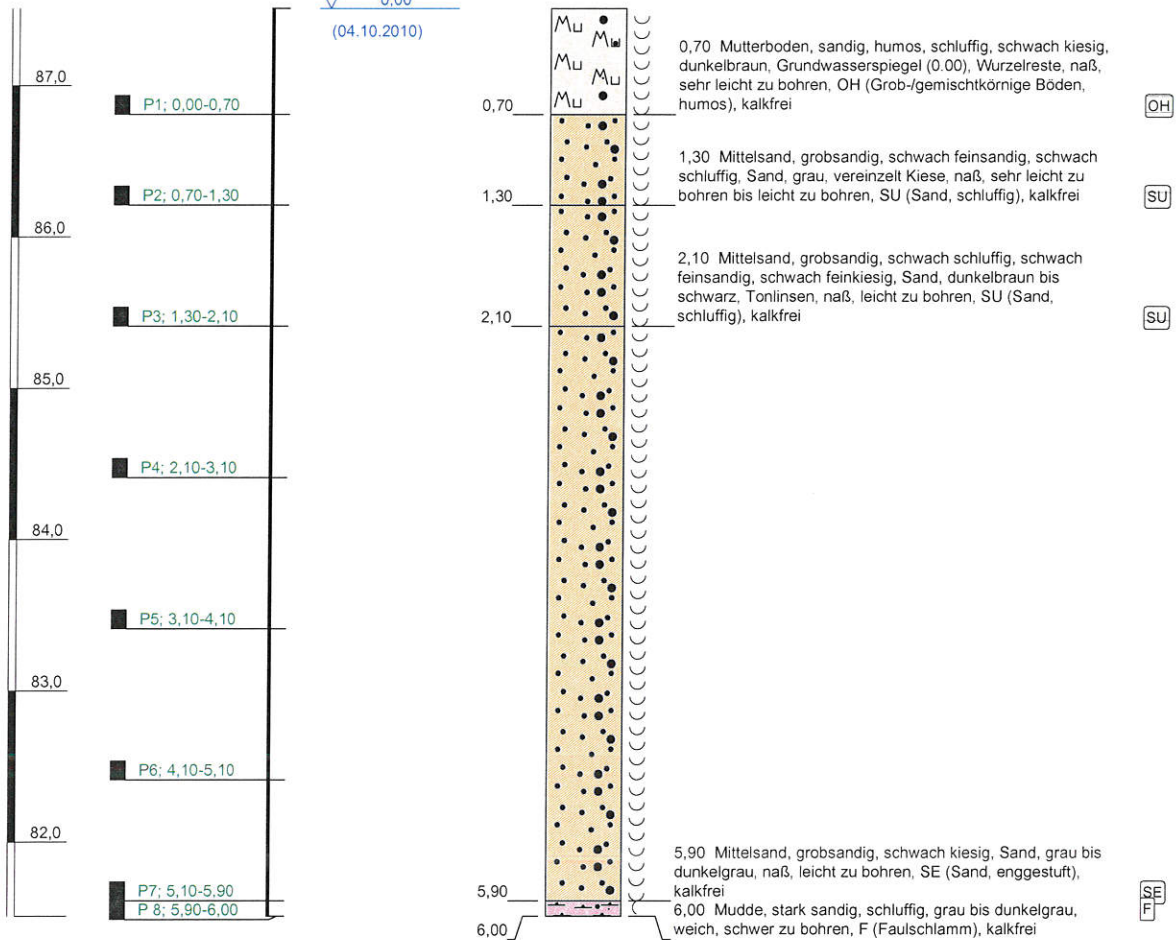 0,00
(04.10.2010)
87,0
86,0
85,0
84,0
83,0
82,0
P1; 0,00-0,70
P2; 0,70-1,30
P3; 1,30-2,10
P4; 2,10-3,10
P5; 3,10-4,10
P6; 4,10-5,10
P7; 5,10-5,90
P 8; 5,90-6,00
0,70
1,30
2,10
5,90
6,00
Mu
Mu
Mu
Mu
Mu
0,70 Mutterboden, sandig, humos, schluffig, schwach kiesig,
dunkelbraun, Grundwasserspiegel (0.00), Wurzelreste, naß,
sehr leicht zu bohren, OH (Grob-/gemischtkörnige Böden,
humos), kalkfrei
OH
1,30 Mittelsand, grobsandig, schwach feinsandig, schwach
schluffig, Sand, grau, vereinzelt Kiese, naß, sehr leicht zu
bohren bis leicht zu bohren, SU (Sand, schluffig), kalkfrei
SU
2,10 Mittelsand, grobsandig, schwach schluffig, schwach
feinsandig, schwach feinkiesig, Sand, dunkelbraun bis
schwarz, Tonlinsen, naß, leicht zu bohren, SU (Sand,
schluffig), kalkfrei
SU
5,90 Mittelsand, grobsandig, schwach kiesig, Sand, grau bis
dunkelgrau, naß, leicht zu bohren, SE (Sand, enggestuft),
kalkfrei
SE
6,00 Mudde, stark sandig, schluffig, grau bis dunkelgrau,
weich, schwer zu bohren, F (Faulschlamm), kalkfrei
F